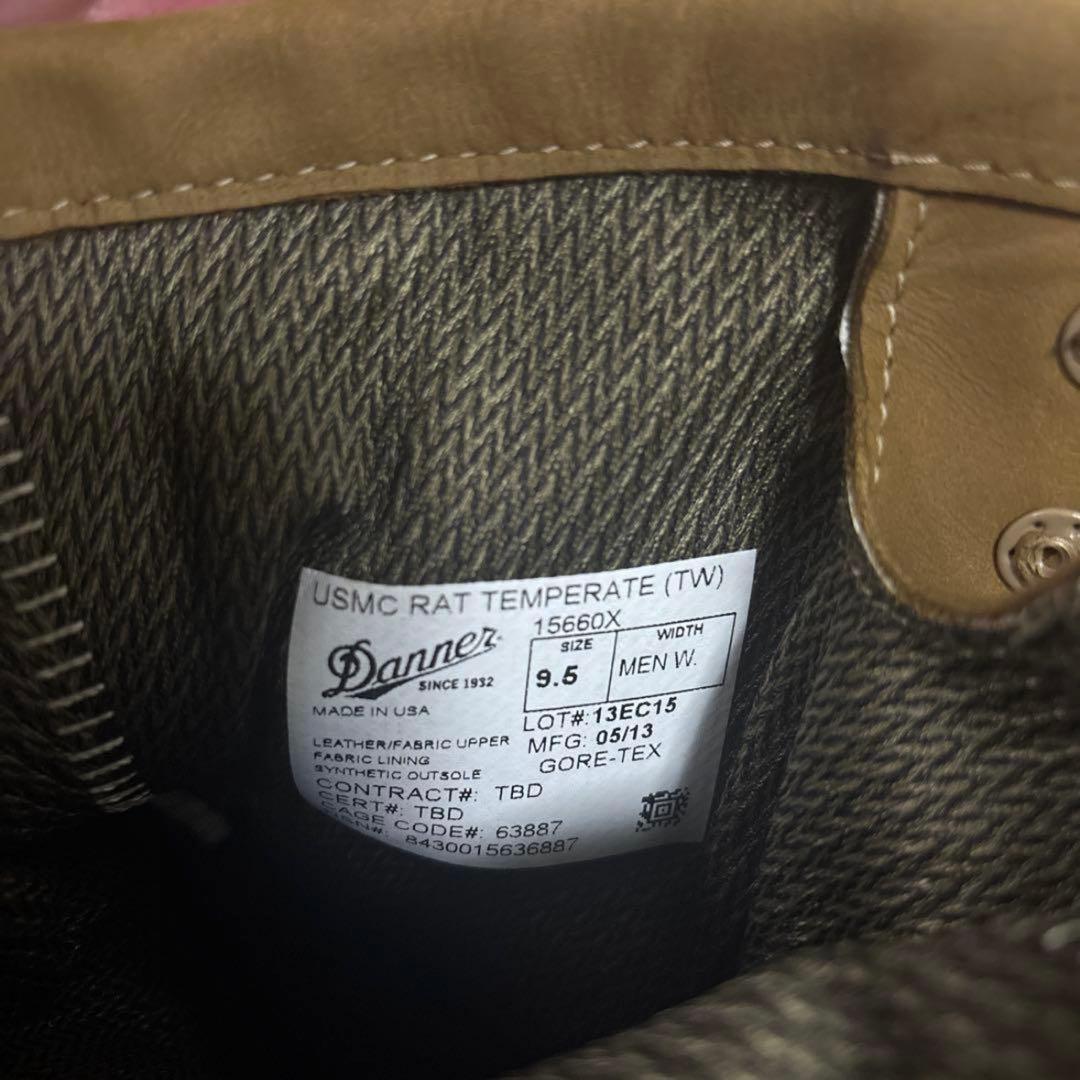 USMC RAT TEMPERATE (TW)
15660X
Danner
SINCE 1932
MADE IN USA
SIZE
9.5
WIDTH
MEN W.
LOT#: 13EC15
MFG: 05/13
GORE-TEX
LEATHER/FABRIC UPPER
FABRIC LINING
SYNTHETIC OUTSOLE
CONTRACT#: TBD
CERT#: TBD
CAGE CODE#: 63887
8430015636887